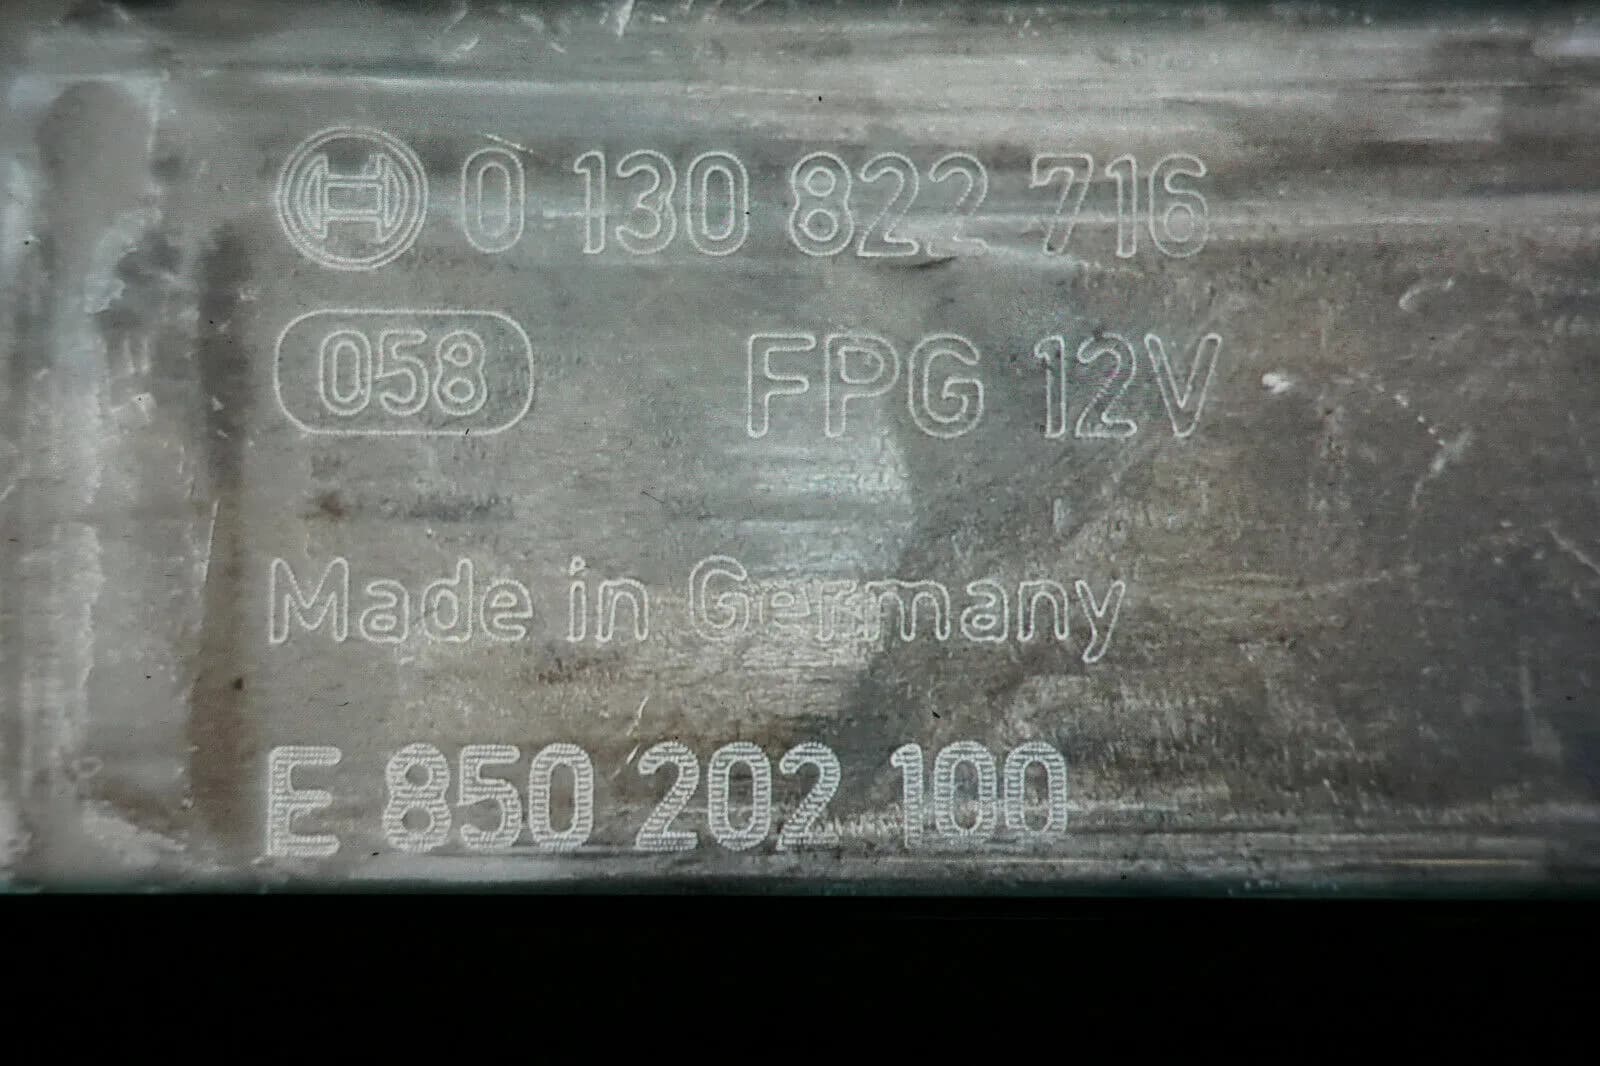 0 130 822 716
058 FPG 12V
Made in Germany
E 850 202 100